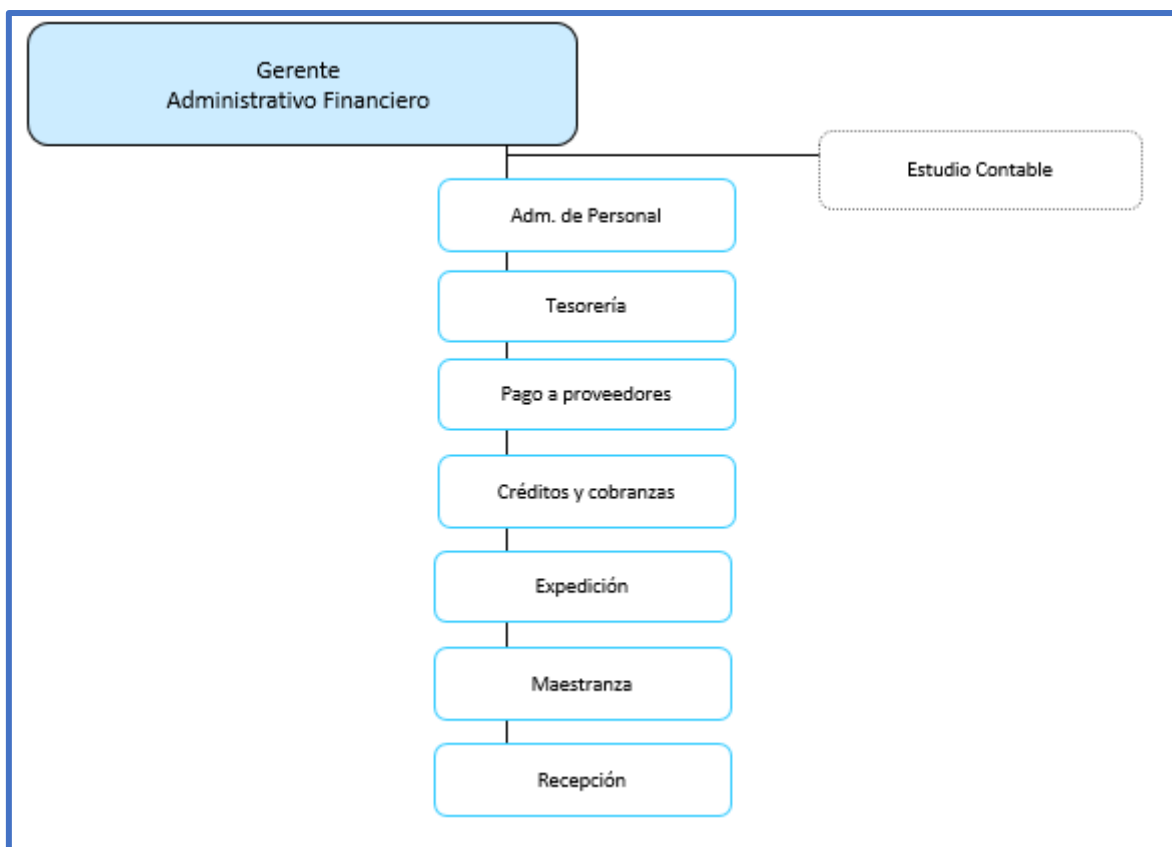 Gerente
Administrativo Financiero
Estudio Contable
Adm. de Personal
Tesorería
Pago a proveedores
Créditos y cobranzas
Expedición
Maestranza
Recepción